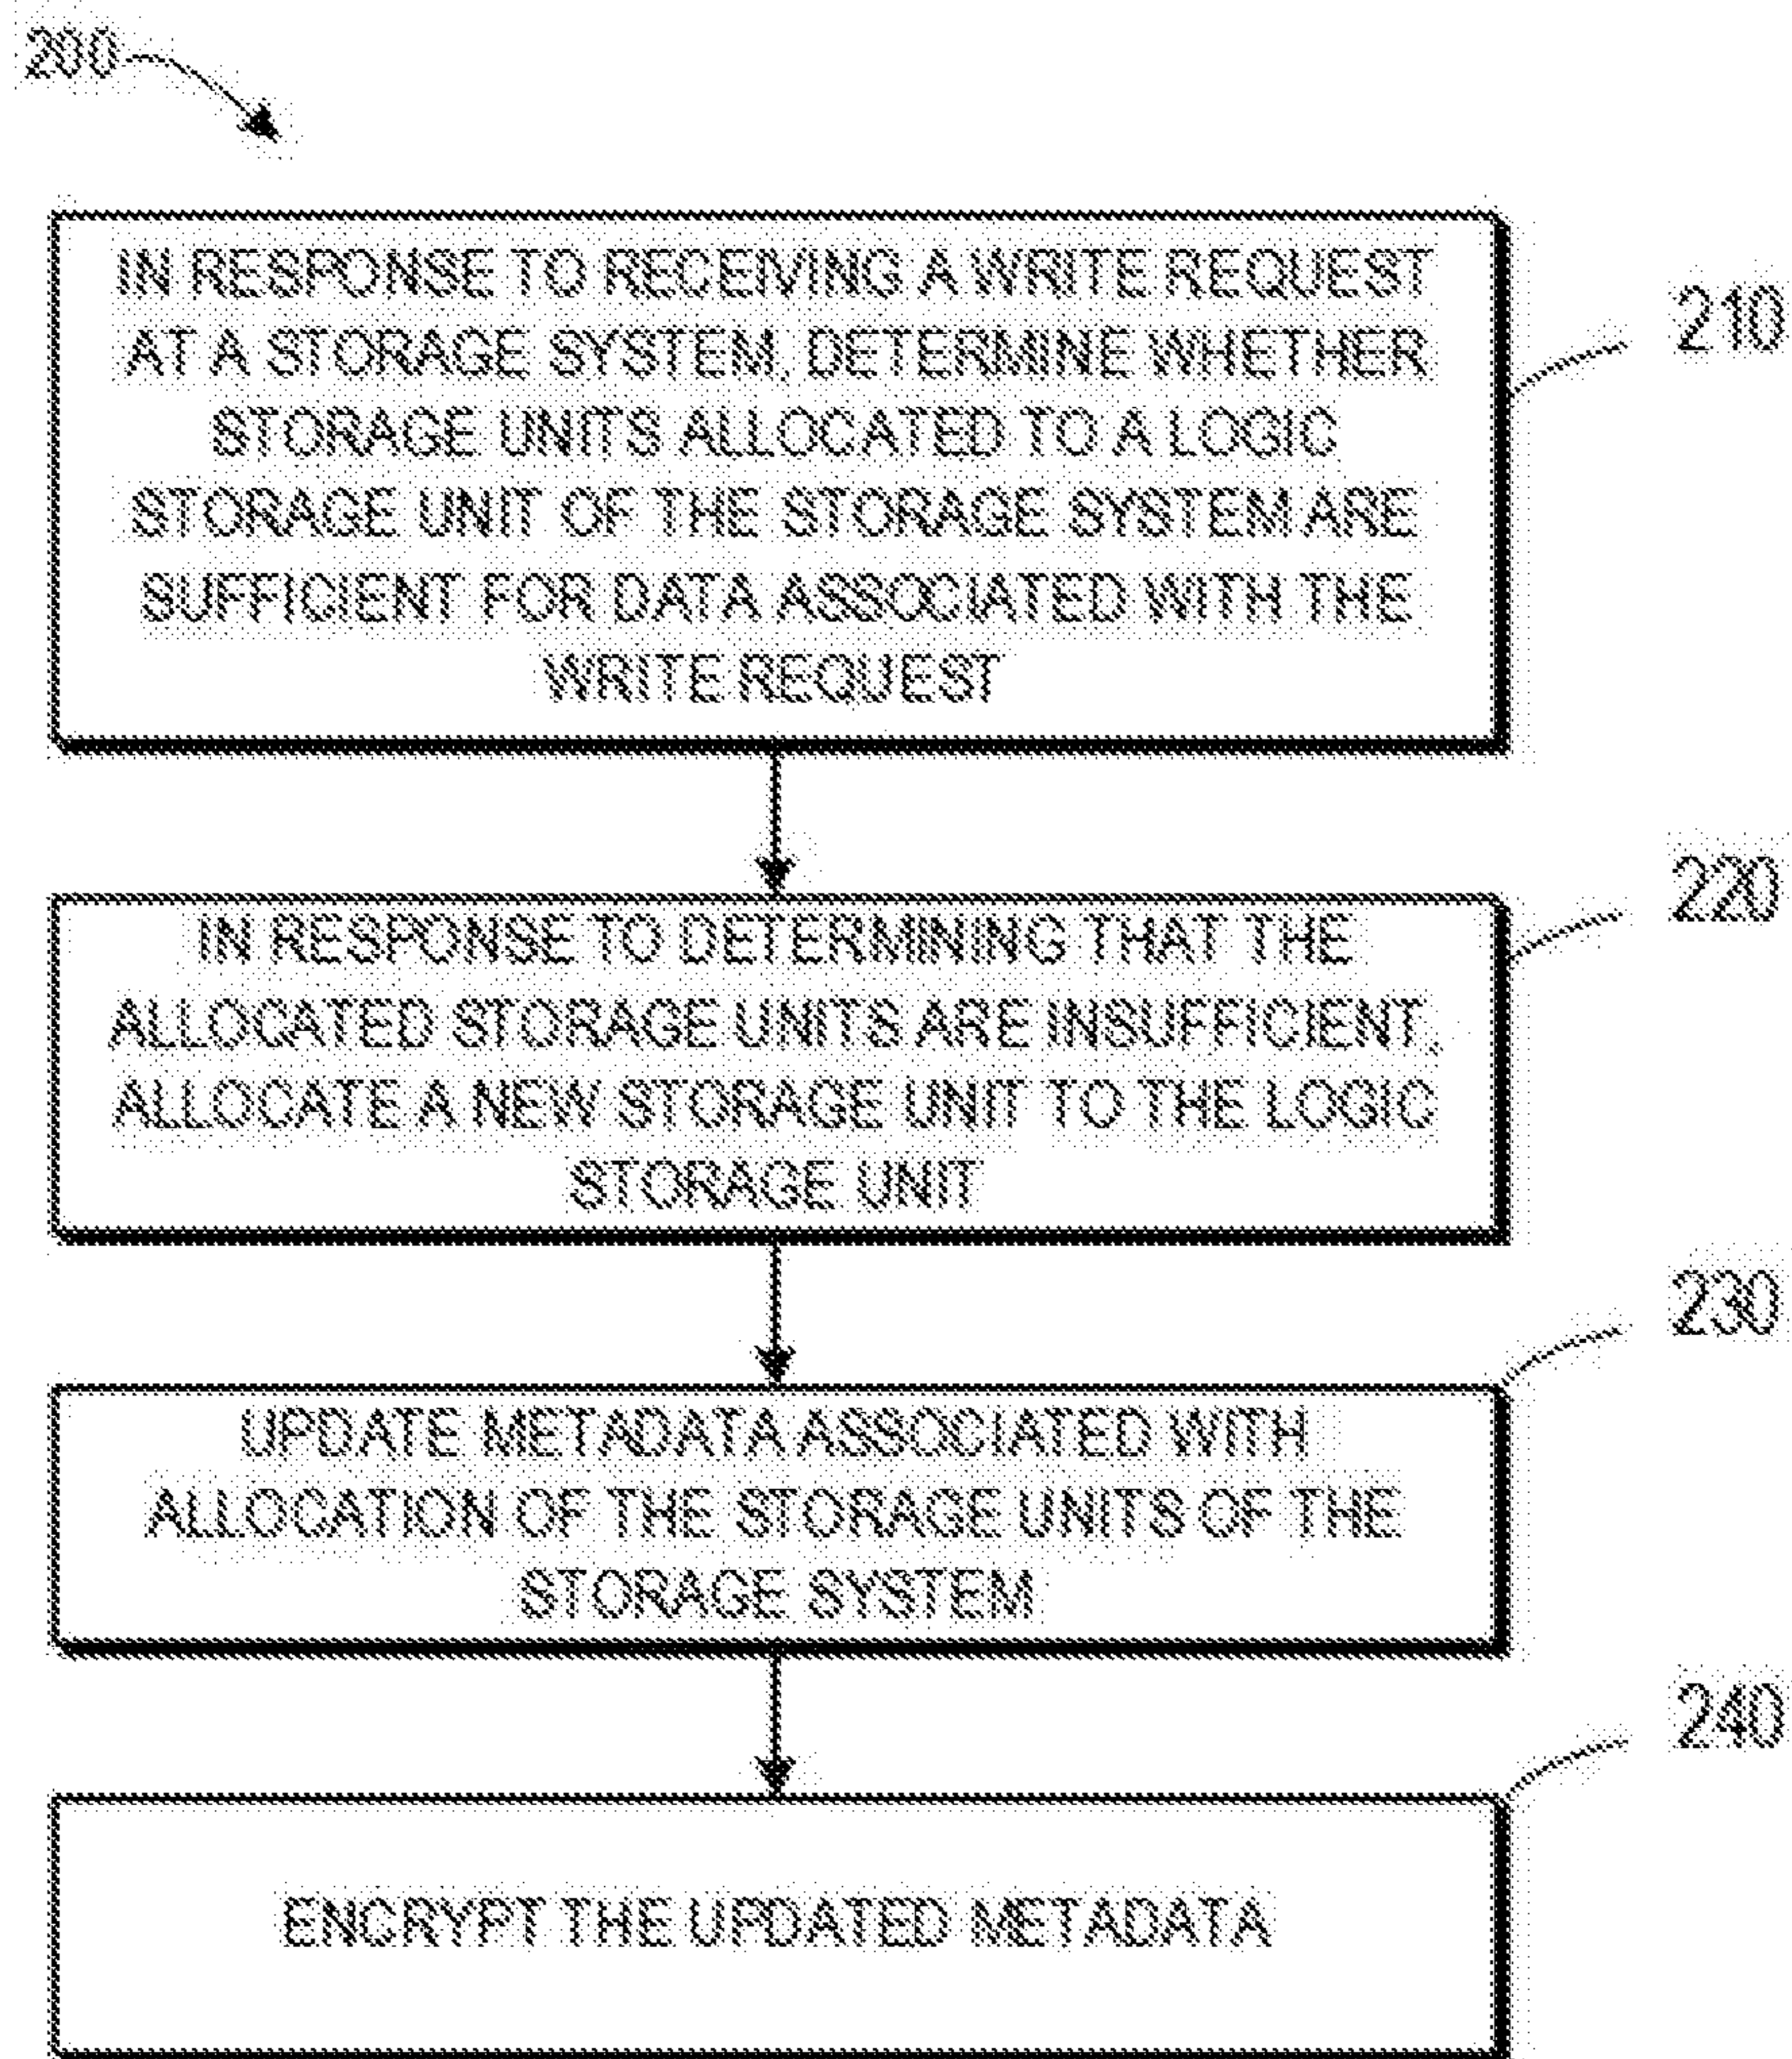 200
IN RESPONSE TO RECEIVING A WRITE REQUEST
AT A STORAGE SYSTEM, DETERMINE WHETHER
STORAGE UNITS ALLOCATED TO A LOGIC
STORAGE UNIT OF THE STORAGE SYSTEM ARE
SUFFICIENT FOR DATA ASSOCIATED WITH THE
WRITE REQUEST
210
IN RESPONSE TO DETERMINING THAT THE
ALLOCATED STORAGE UNITS ARE INSUFFICIENT,
ALLOCATE A NEW STORAGE UNIT TO THE LOGIC
STORAGE UNIT
220
UPDATE METADATA ASSOCIATED WITH
ALLOCATION OF THE STORAGE UNITS OF THE
STORAGE SYSTEM
230
ENCRYPT THE UPDATED METADATA
240